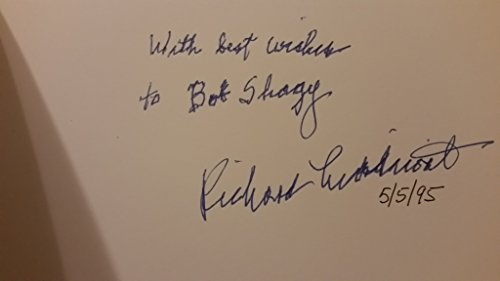 With best wishes
to Bob Shagy
Richard
5/5/95